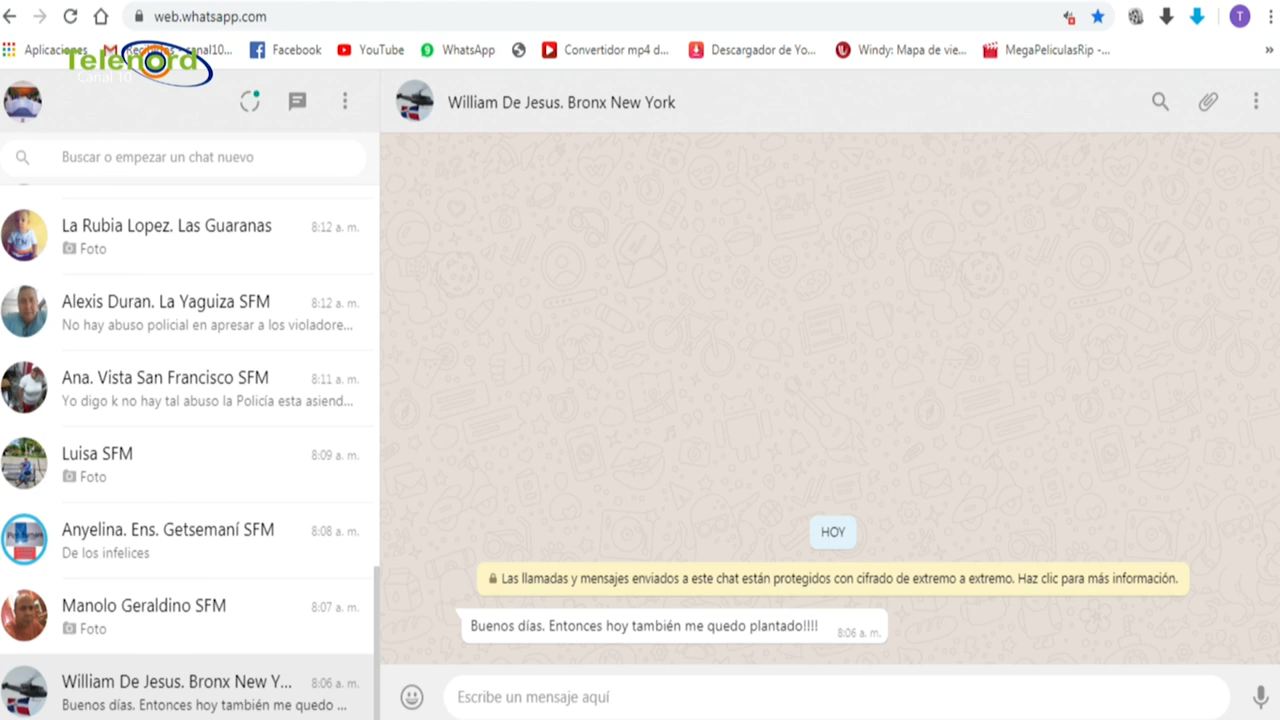 web.whatsapp.com
T
Aplicaciones
Recibidos - canal10...
Facebook
YouTube
WhatsApp
Convertidor mp4 d...
Descargador de Yo...
Windy: Mapa de vie...
MegaPeliculasRip -...
»
Telenord
Canal 10
William De Jesus. Bronx New York
Buscar o empezar un chat nuevo
La Rubia Lopez. Las Guaranas
8:12 a. m.
Foto
Alexis Duran. La Yaguiza SFM
8:12 a. m.
No hay abuso policial en apresar a los violadore...
Ana. Vista San Francisco SFM
8:11 a. m.
Yo digo k no hay tal abuso la Policía esta asiend...
Luisa SFM
8:09 a. m.
Foto
Anyelina. Ens. Getsemaní SFM
8:08 a. m.
De los infelices
Manolo Geraldino SFM
8:07 a. m.
Foto
William De Jesus. Bronx New Y...
8:06 a. m.
Buenos días. Entonces hoy también me quedo ...
HOY
Las llamadas y mensajes enviados a este chat están protegidos con cifrado de extremo a extremo. Haz clic para más información.
Buenos días. Entonces hoy también me quedo plantado!!!!
8:06 a. m.
Escribe un mensaje aquí